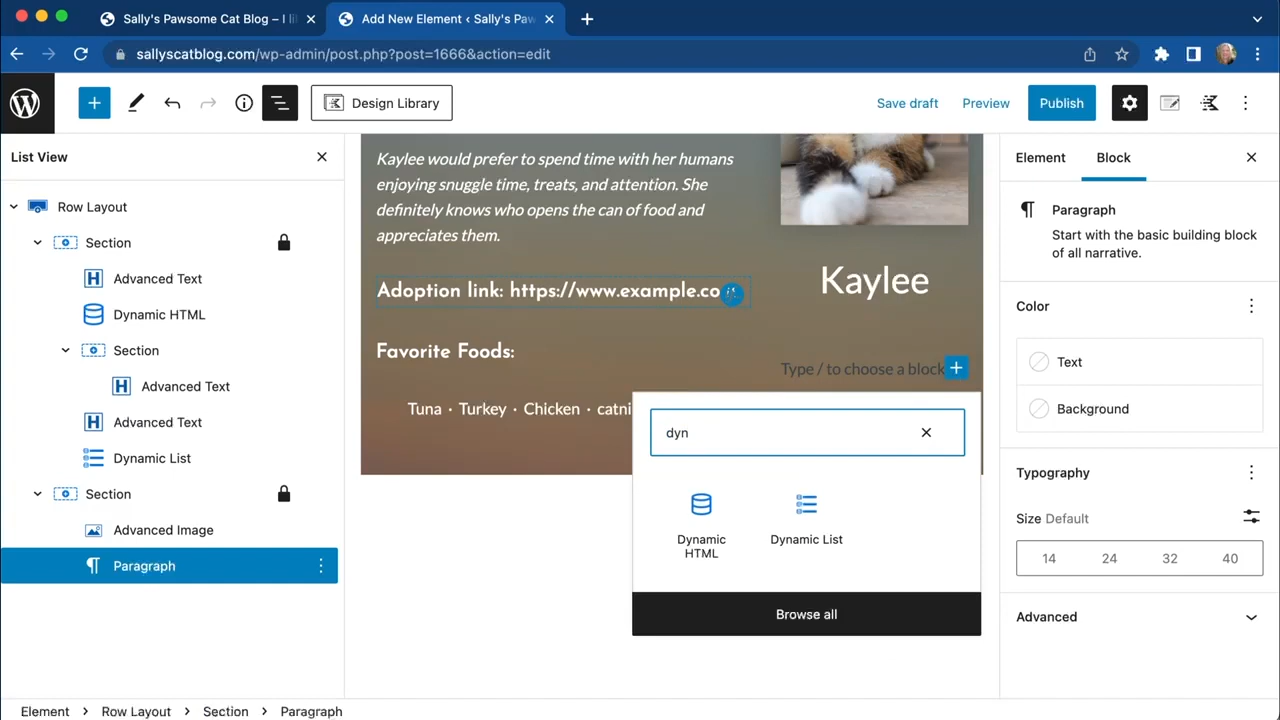 Sally's Pawsome Cat Blog – I li
Add New Element ‹ Sally's Paw
sallyscatblog.com/wp-admin/post.php?post=1666&action=edit
Design Library
Save draft
Preview
Publish
List View
Row Layout
Section
Advanced Text
Dynamic HTML
Section
Advanced Text
Advanced Text
Dynamic List
Section
Advanced Image
Paragraph
Kaylee would prefer to spend time with her humans
enjoying snuggle time, treats, and attention. She
definitely knows who opens the can of food and
appreciates them.
Adoption link: https://www.example.co
Favorite Foods:
Tuna · Turkey · Chicken · catni
Kaylee
Type / to choose a block
dyn
Dynamic
HTML
Dynamic List
Browse all
Element
Block
Paragraph
Start with the basic building block
of all narrative.
Color
Text
Background
Typography
Size Default
14 24 32 40
Advanced
Element > Row Layout > Section > Paragraph